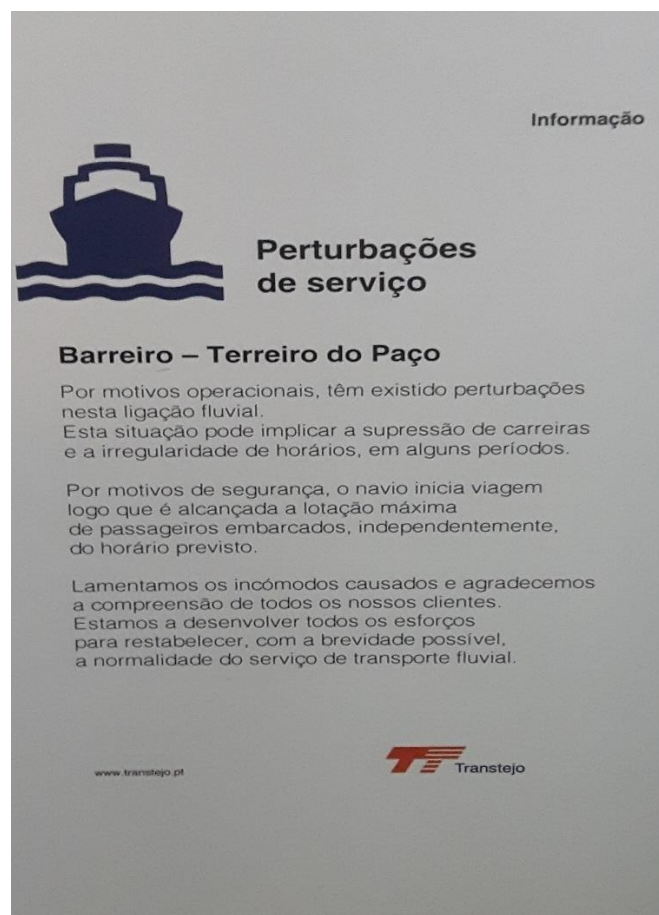 Informação
Perturbações
de serviço
Barreiro – Terreiro do Paço
Por motivos operacionais, têm existido perturbações
nesta ligação fluvial.
Esta situação pode implicar a supressão de carreiras
e a irregularidade de horários, em alguns períodos.
Por motivos de segurança, o navio inicia viagem
logo que é alcançada a lotação máxima
de passageiros embarcados, independentemente,
do horário previsto.
Lamentamos os incómodos causados e agradecemos
a compreensão de todos os nossos clientes.
Estamos a desenvolver todos os esforços
para restabelecer, com a brevidade possível,
a normalidade do serviço de transporte fluvial.
www.transtejo.pt
TT Transtejo